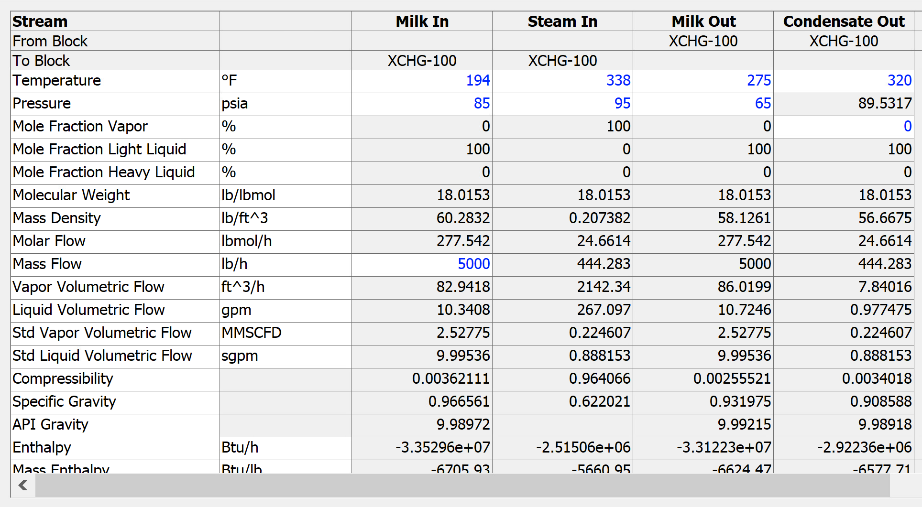 Stream Milk In Steam In Milk Out Condensate Out
From Block XCHG-100 XCHG-100
To Block XCHG-100 XCHG-100
Temperature °F 194 338 275 320
Pressure psia 85 95 65 89.5317
Mole Fraction Vapor % 0 100 0 0
Mole Fraction Light Liquid % 100 0 100 100
Mole Fraction Heavy Liquid % 0 0 0 0
Molecular Weight lb/lbmol 18.0153 18.0153 18.0153 18.0153
Mass Density lb/ft^3 60.2832 0.207382 58.1261 56.6675
Molar Flow lbmol/h 277.542 24.6614 277.542 24.6614
Mass Flow lb/h 5000 444.283 5000 444.283
Vapor Volumetric Flow ft^3/h 82.9418 2142.34 86.0199 7.84016
Liquid Volumetric Flow gpm 10.3408 267.097 10.7246 0.977475
Std Vapor Volumetric Flow MMSCFD 2.52775 0.224607 2.52775 0.224607
Std Liquid Volumetric Flow sgpm 9.99536 0.888153 9.99536 0.888153
Compressibility 0.00362111 0.964066 0.00255521 0.0034018
Specific Gravity 0.966561 0.622021 0.931975 0.908588
API Gravity 9.98972 9.99215 9.98918
Enthalpy Btu/h -3.35296e+07 -2.51506e+06 -3.31223e+07 -2.92236e+06
Mass Enthalpy Btu/lb -6705.93 -5660.95 -6624.47 -6577.71